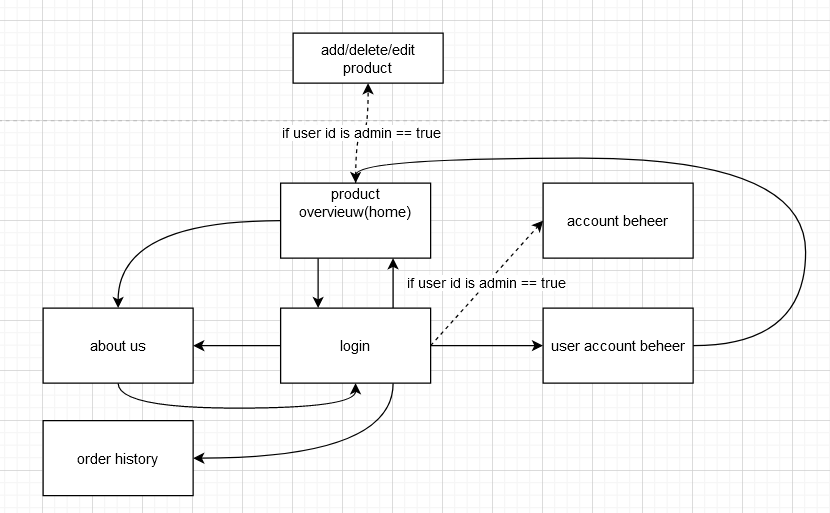 add/delete/edit
product
if user id is admin == true
product
overvieuw(home)
account beheer
if user id is admin == true
about us
login
user account beheer
order history